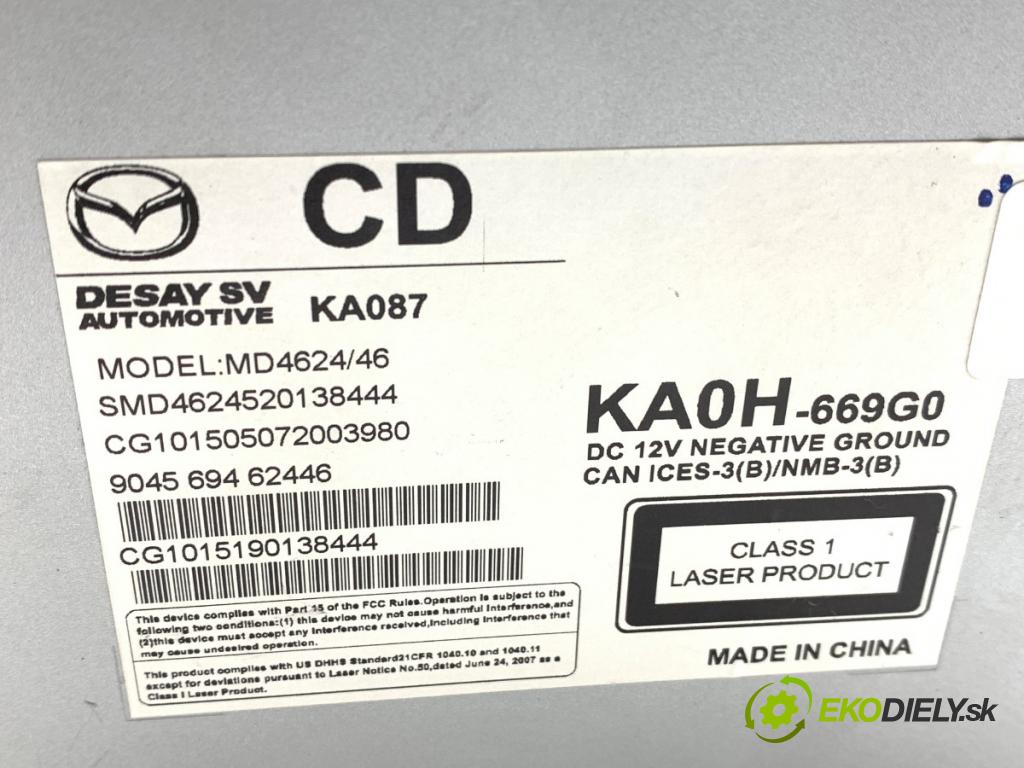 CD
DESAY SV
AUTOMOTIVE
KA087
MODEL:MD4624/46
SMD4624520138444
CG101505072003980
9045 694 62446
CG1015190138444
This device complies with Part 15 of the FCC Rules.Operation is subject to the
following two conditions:(1) this device may not cause harmful interference,and
(2)this device must accept any interference received,including interference that
may cause undesired operation.
This product complies with US DHHS Standard21CFR 1040.10 and 1040.11
except for deviations pursuant to Laser Notice No.50,dated June 24, 2007 as a
Class I Laser Product.
KA0H-669G0
DC 12V NEGATIVE GROUND
CAN ICES-3(B)/NMB-3(B)
CLASS 1
LASER PRODUCT
MADE IN CHINA
EKODIELY.sk